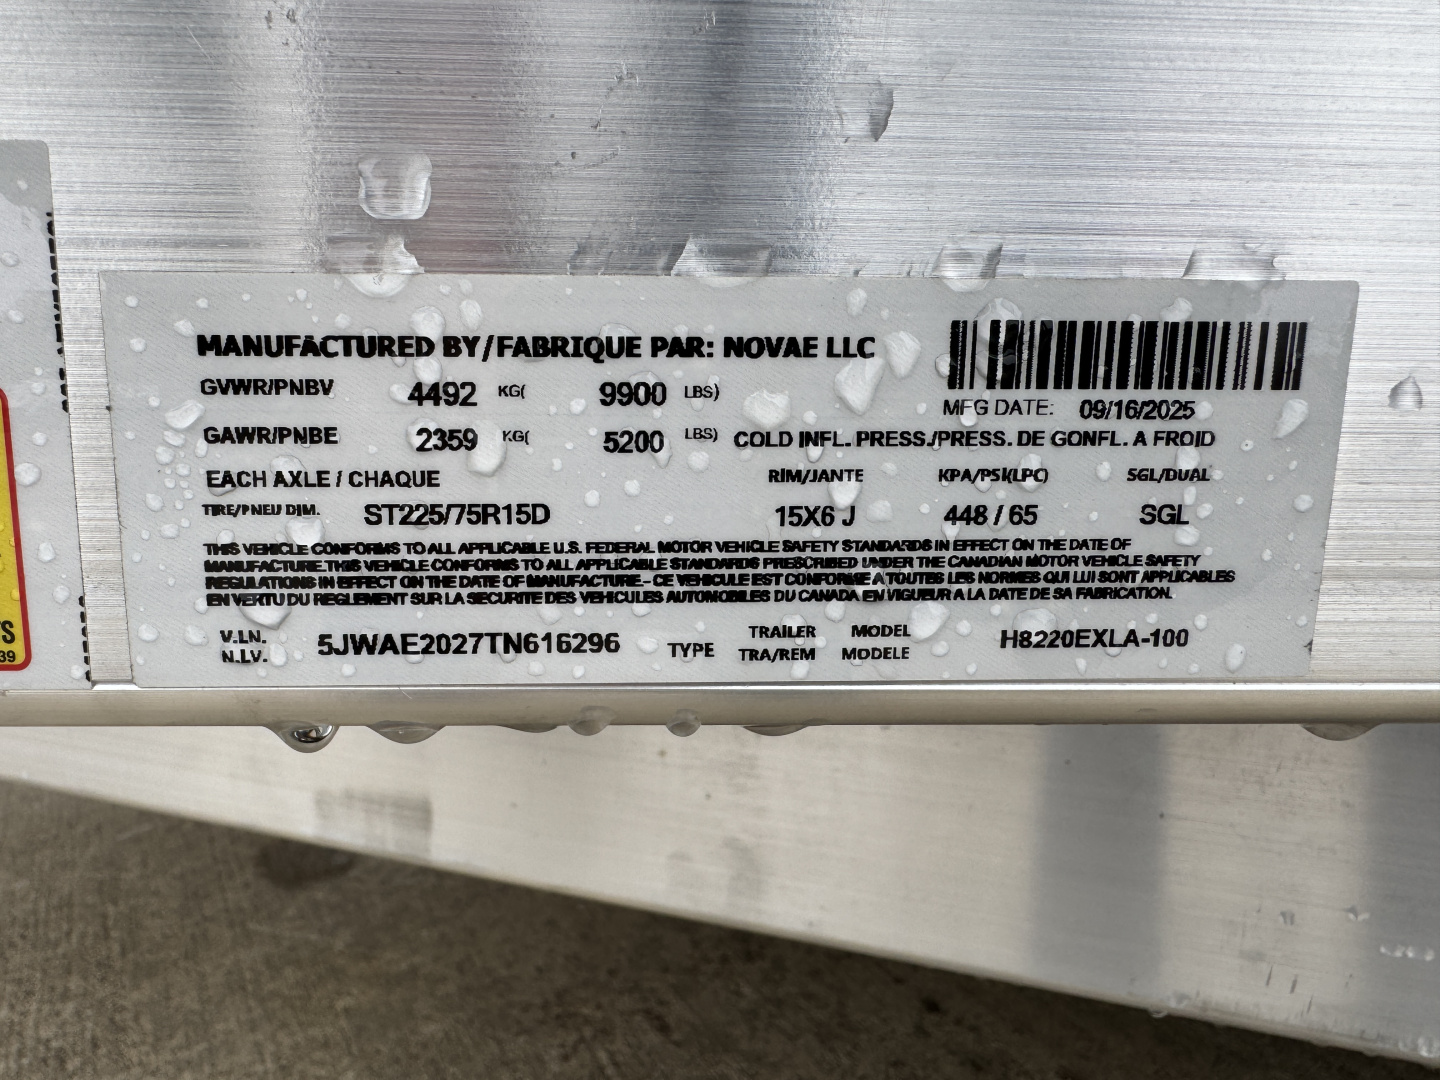 MANUFACTURED BY/FABRIQUE PAR: NOVAE LLC
GVWR/PNBV 4492 KG( 9900 LBS)
MFG DATE: 09/16/2025
GAWR/PNBE 2359 KG( 5200 LBS) COLD INFL. PRESS./PRESS. DE GONFL. A FROID
EACH AXLE / CHAQUE RIM/JANTE KPA/PSI(LPC) SGL/DUAL
TIRE/PNEU DIM. ST225/75R15D 15X6 J 448 / 65 SGL
THIS VEHICLE CONFORMS TO ALL APPLICABLE U.S. FEDERAL MOTOR VEHICLE SAFETY STANDARDS IN EFFECT ON THE DATE OF
MANUFACTURE.THIS VEHICLE CONFORMS TO ALL APPLICABLE STANDARDS PRESCRIBED UNDER THE CANADIAN MOTOR VEHICLE SAFETY
REGULATIONS IN EFFECT ON THE DATE OF MANUFACTURE.- CE VEHICULE EST CONFORME A TOUTES LES NORMES QUI LUI SONT APPLICABLES
EN VERTU DU REGLEMENT SUR LA SECURITE DES VEHICULES AUTOMOBILES DU CANADA EN VIGUEUR A LA DATE DE SA FABRICATION.
V.I.N. 5JWAE2027TN616296 TYPE TRAILER MODEL H8220EXLA-100
N.I.V. TRA/REM MODELE
39